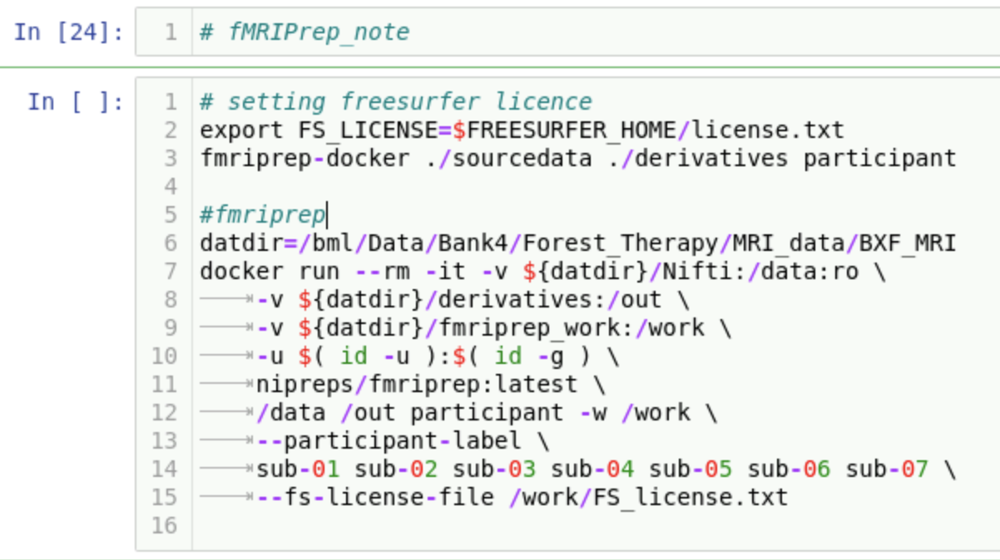 In [24]:
1 # fMRIPrep_note
In [ ]:
1 # setting freesurfer licence
2 export FS_LICENSE=$FREESURFER_HOME/license.txt
3 fmriprep-docker ./sourcedata ./derivatives participant
4
5 #fmriprep
6 datdir=/bml/Data/Bank4/Forest_Therapy/MRI_data/BXF_MRI
7 docker run --rm -it -v ${datdir}/Nifti:/data:ro \
8 -v ${datdir}/derivatives:/out \
9 -v ${datdir}/fmriprep_work:/work \
10 -u $( id -u ):$( id -g ) \
11 nipreps/fmriprep:latest \
12 /data /out participant -w /work \
13 --participant-label \
14 sub-01 sub-02 sub-03 sub-04 sub-05 sub-06 sub-07 \
15 --fs-license-file /work/FS_license.txt
16